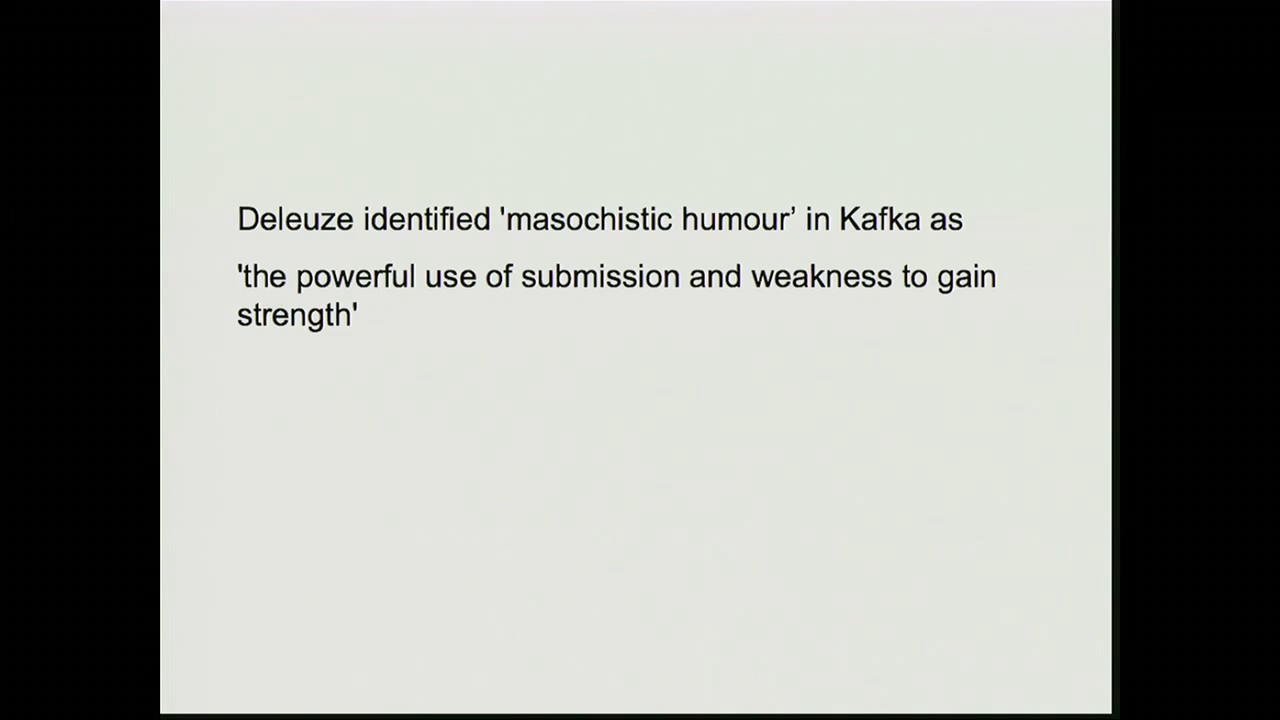 Deleuze identified 'masochistic humour’ in Kafka as
'the powerful use of submission and weakness to gain
strength'